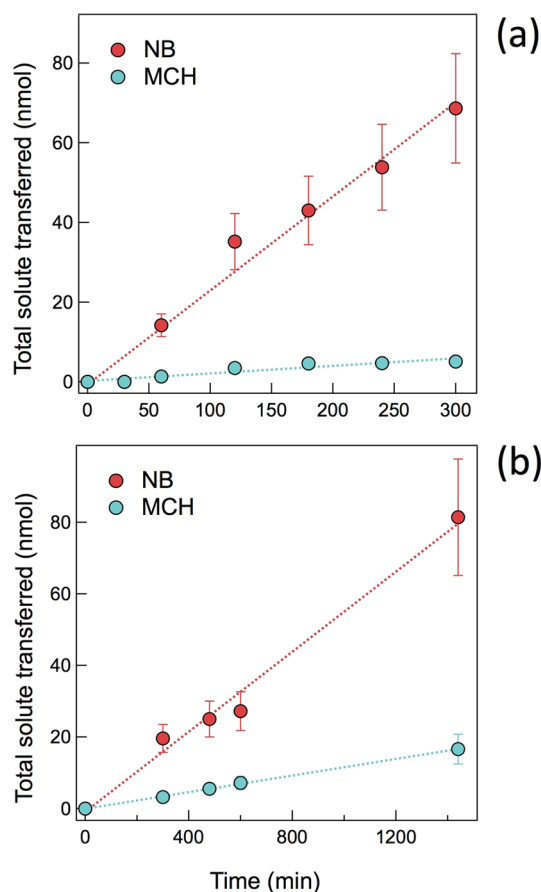 (a)
NB
MCH
Total solute transferred (nmol)
80
60
40
20
0
0 50 100 150 200 250 300
(b)
NB
MCH
Total solute transferred (nmol)
80
60
40
20
0
0 400 800 1200
Time (min)